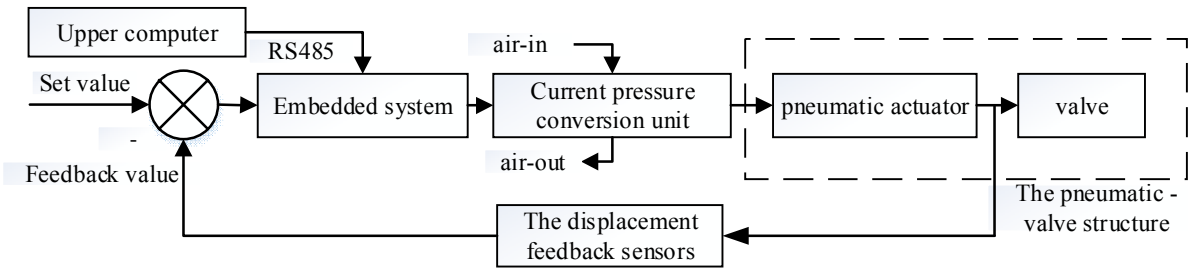 Upper computer
RS485
air-in
Set value
Embedded system
Current pressure
conversion unit
pneumatic actuator
valve
-
air-out
Feedback value
The pneumatic -
valve structure
The displacement
feedback sensors